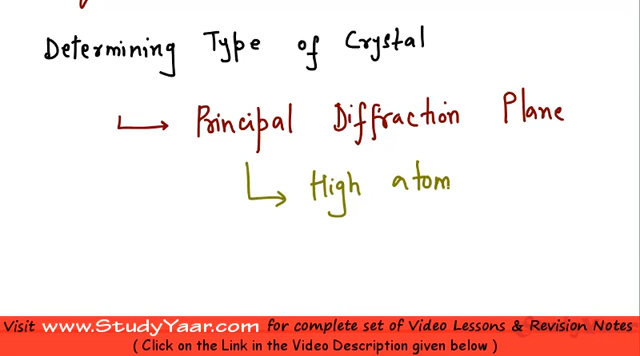 Determining Type of Crystal
Principal Diffraction Plane
High atom
Visit www.StudyYaar.com for complete set of Video Lessons & Revision Notes
( Click on the Link in the Video Description given below )